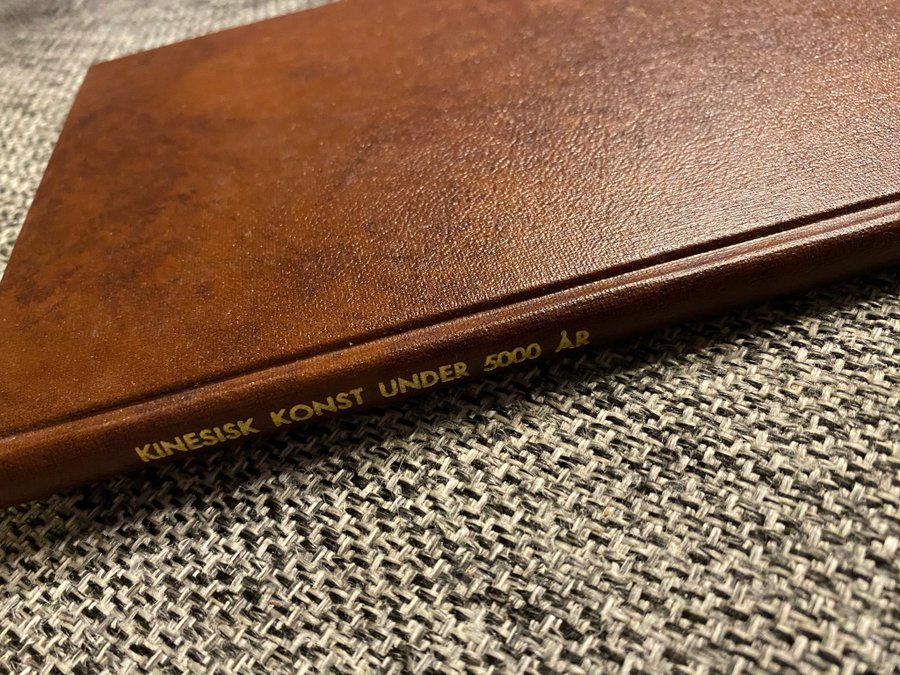 KINESISK KONST UNDER 5000 ÅR